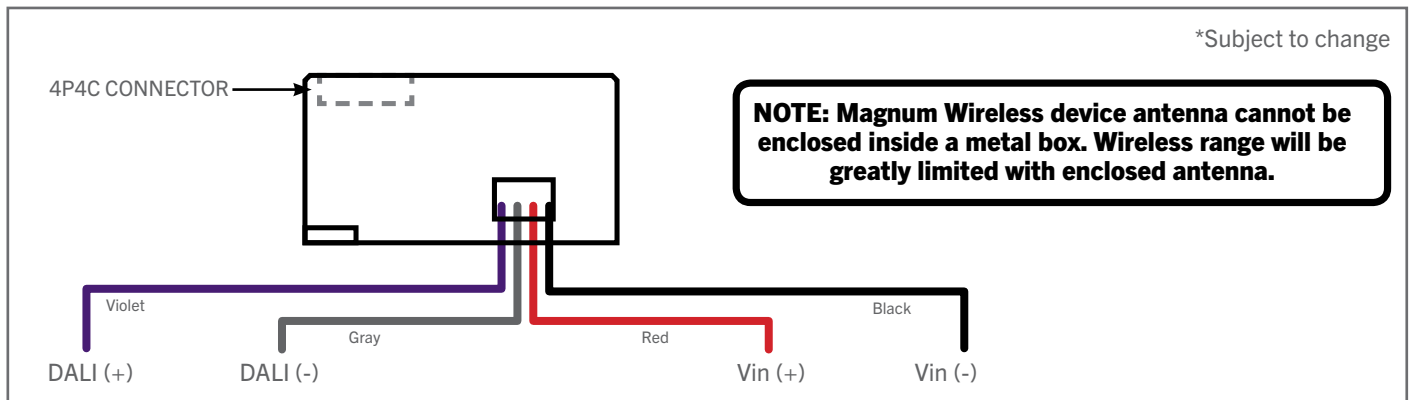 *Subject to change
4P4C CONNECTOR
NOTE: Magnum Wireless device antenna cannot be
enclosed inside a metal box. Wireless range will be
greatly limited with enclosed antenna.
Violet
Gray
Red
Black
DALI (+)
DALI (-)
Vin (+)
Vin (-)